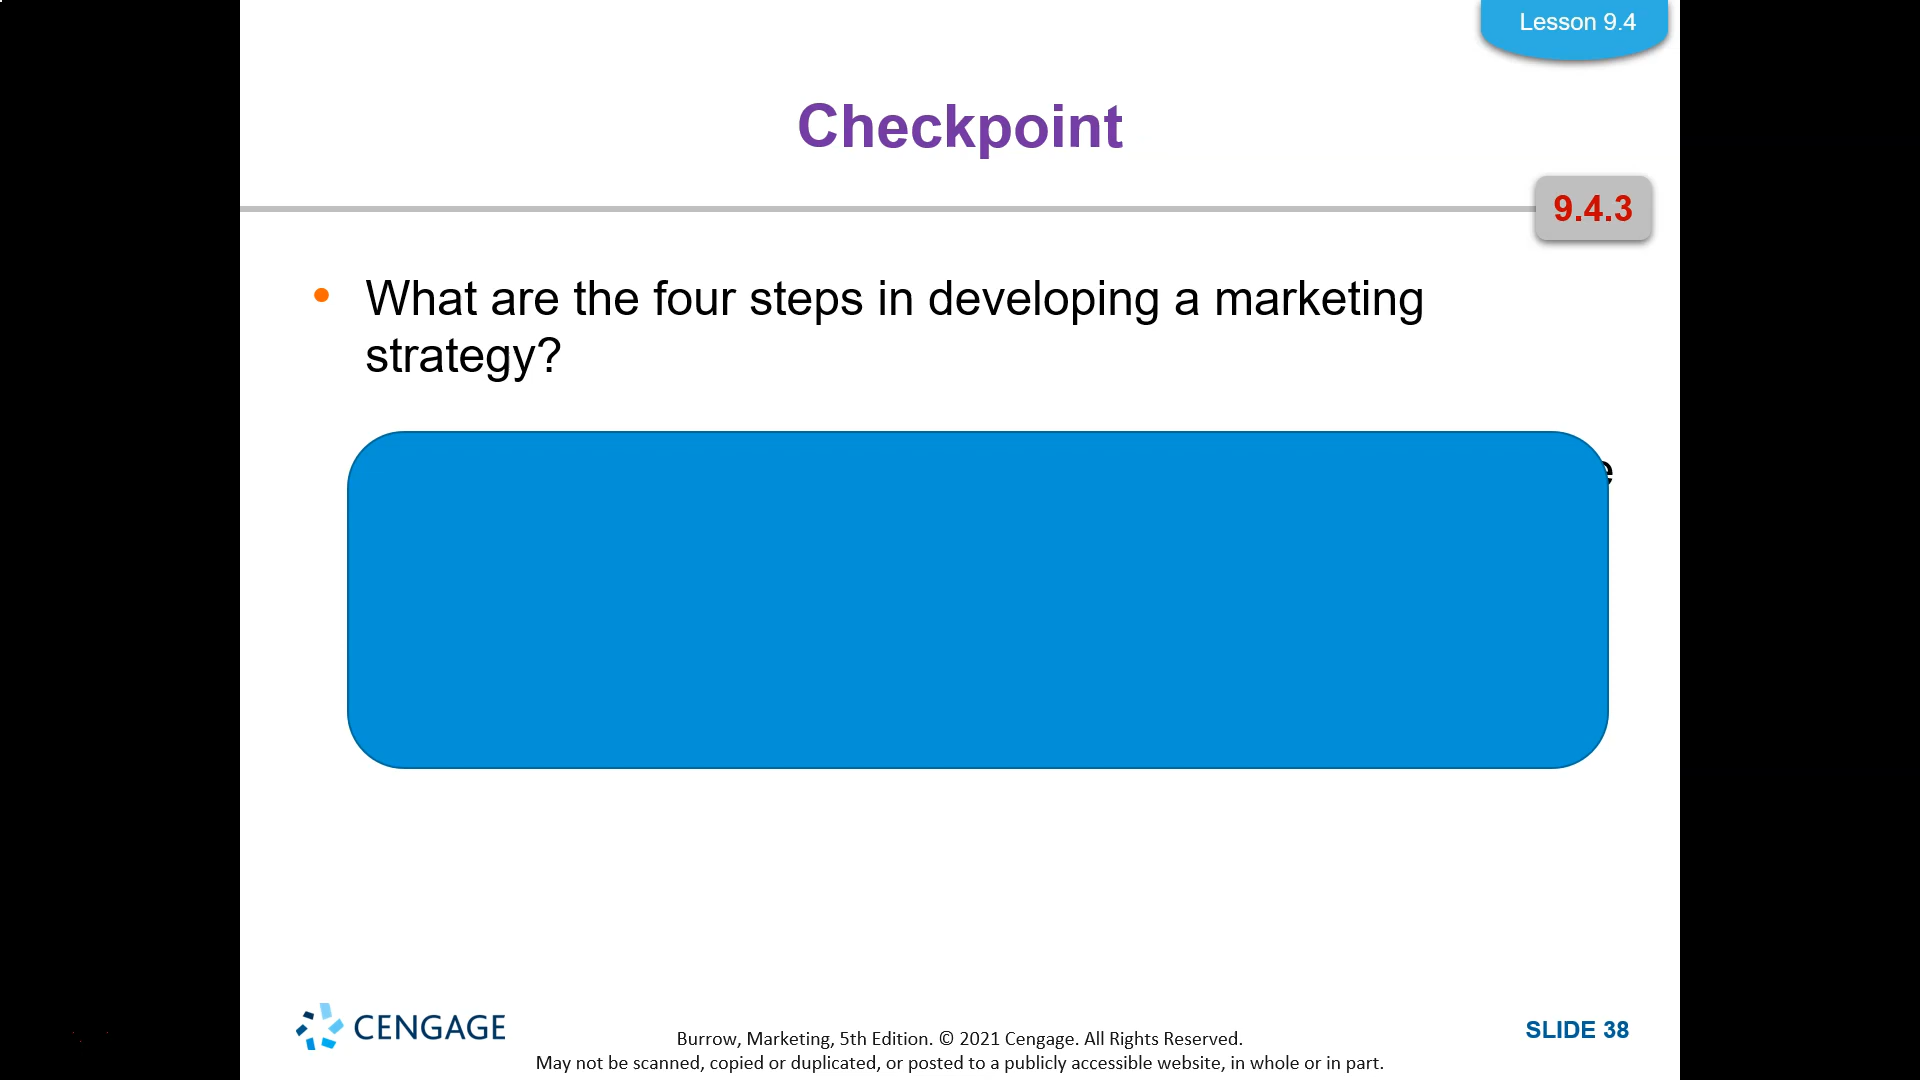 Lesson 9.4
Checkpoint
9.4.3
• What are the four steps in developing a marketing
strategy?
CENGAGE
Burrow, Marketing, 5th Edition. © 2021 Cengage. All Rights Reserved.
May not be scanned, copied or duplicated, or posted to a publicly accessible website, in whole or in part.
SLIDE 38